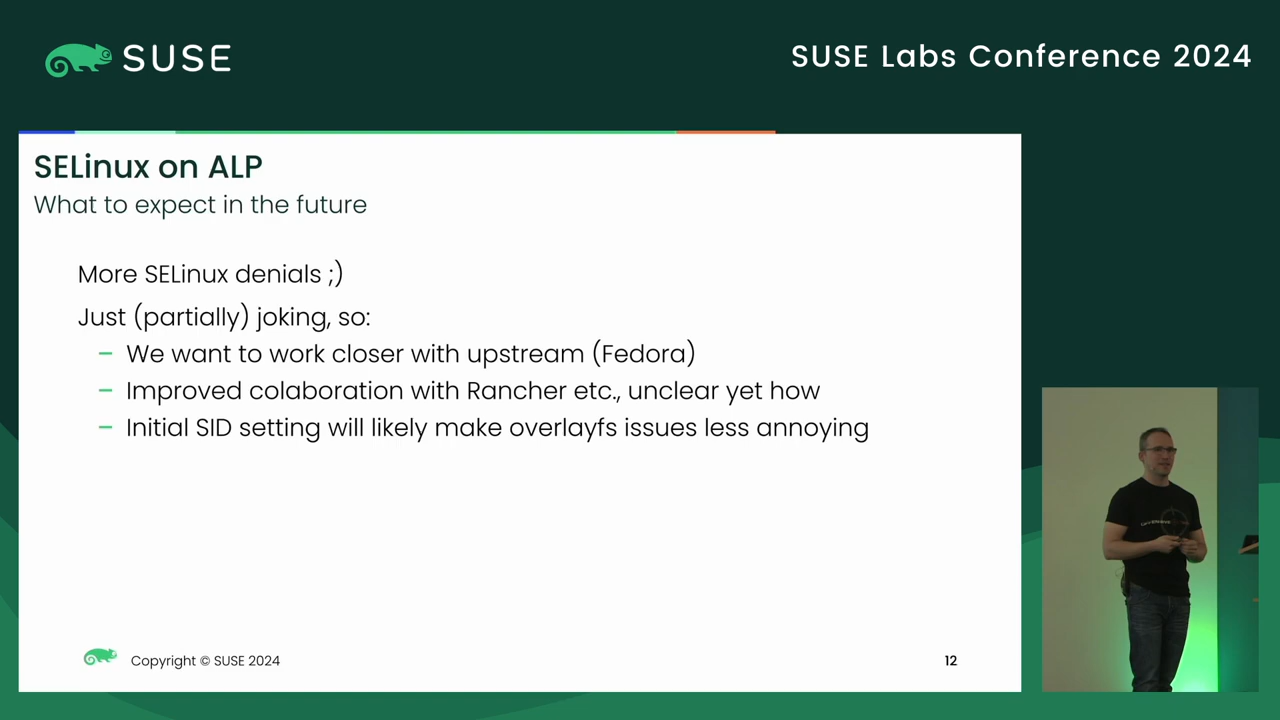 SUSE
SUSE Labs Conference 2024
SELinux on ALP
What to expect in the future
More SELinux denials ;)
Just (partially) joking, so:
– We want to work closer with upstream (Fedora)
– Improved colaboration with Rancher etc., unclear yet how
– Initial SID setting will likely make overlayfs issues less annoying
Copyright © SUSE 2024
12